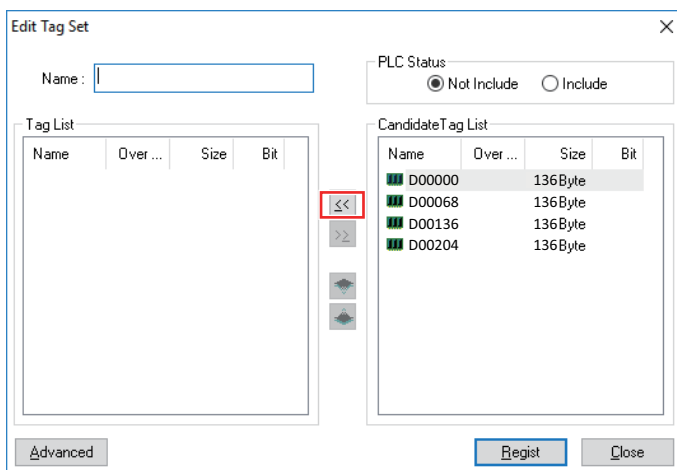 Edit Tag Set
Name :
PLC Status
Not Include Include
Tag List
Name Over ... Size Bit
<<
>>
CandidateTag List
Name Over ... Size Bit
D00000 136Byte
D00068 136Byte
D00136 136Byte
D00204 136Byte
Advanced
Regist
Close